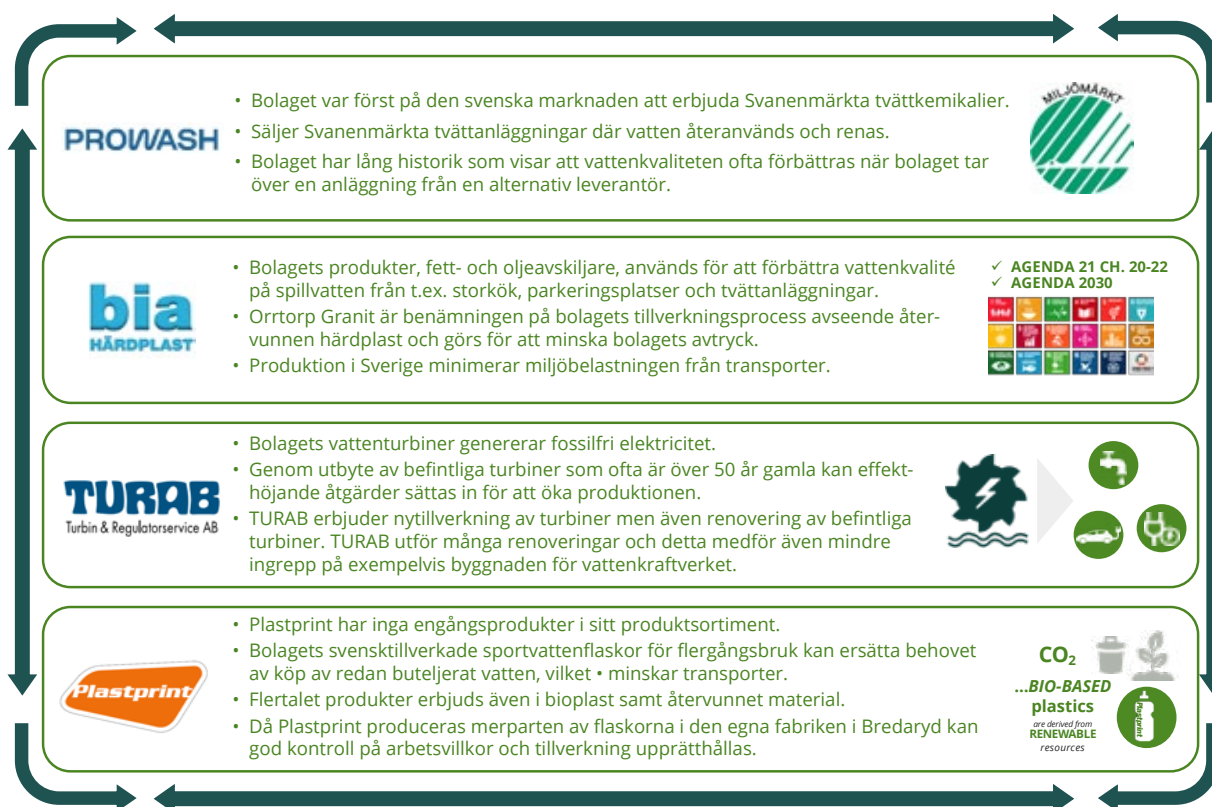 PROWASH
• Bolaget var först på den svenska marknaden att erbjuda Svanenmärkta tvättkemikalier.
• Säljer Svanenmärkta tvättanläggningar där vatten återanvänds och renas.
• Bolaget har lång historik som visar att vattenkvaliteten ofta förbättras när bolaget tar
över en anläggning från en alternativ leverantör.
MILJÖMÄRKT
bia
HÄRDPLAST
• Bolagets produkter, fett- och oljeavskiljare, används för att förbättra vattenkvalité
på spillvatten från t.ex. storkök, parkeringsplatser och tvättanläggningar.
• Orrtorp Granit är benämningen på bolagets tillverkningsprocess avseende åter-
vunnen härdplast och görs för att minska bolagets avtryck.
• Produktion i Sverige minimerar miljöbelastningen från transporter.
✓ AGENDA 21 CH. 20-22
✓ AGENDA 2030
TURAB
Turbin & Regulatorservice AB
• Bolagets vattenturbiner genererar fossilfri elektricitet.
• Genom utbyte av befintliga turbiner som ofta är över 50 år gamla kan effekt-
höjande åtgärder sättas in för att öka produktionen.
• TURAB erbjuder nytillverkning av turbiner men även renovering av befintliga
turbiner. TURAB utför många renoveringar och detta medför även mindre
ingrepp på exempelvis byggnaden för vattenkraftverket.
Plastprint
• Plastprint har inga engångsprodukter i sitt produktsortiment.
• Bolagets svensktillverkade sportvattenflaskor för flergångsbruk kan ersätta behovet
av köp av redan buteljerat vatten, vilket • minskar transporter.
• Flertalet produkter erbjuds även i bioplast samt återvunnet material.
• Då Plastprint produceras merparten av flaskorna i den egna fabriken i Bredaryd kan
god kontroll på arbetsvillkor och tillverkning upprätthållas.
CO₂
...BIO-BASED
plastics
are derived from
RENEWABLE
resources
Plastprint